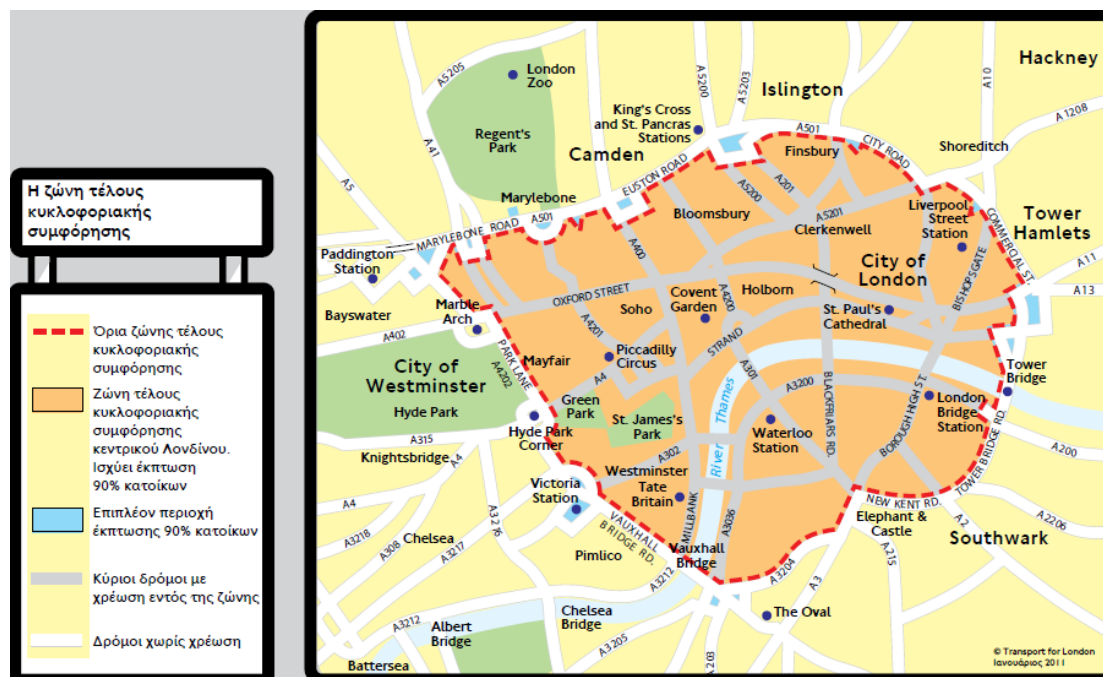 Η ζώνη τέλους
κυκλοφοριακής
συμφόρησης
Όρια ζώνης τέλους
κυκλοφοριακής
συμφόρησης
Ζώνη τέλους
κυκλοφοριακής
συμφόρησης
κεντρικού Λονδίνου.
Ισχύει έκπτωση
90% κατοίκων
Επιπλέον περιοχή
έκπτωσης 90% κατοίκων
Κύριοι δρόμοι με
χρέωση εντός της ζώνης
Δρόμοι χωρίς χρέωση
Hackney
A5205
London
Zoo
A5200
A5203
A10
Islington
King's Cross
and St. Pancras
Stations
A1208
A501
Regent's
Park
A41
Camden
Finsbury
CITY ROAD
Shoreditch
EUSTON ROAD
A5
Marylebone
A501
MARYLEBONE ROAD
A5200
A201
Bloomsbury
A5201
Clerkenwell
Liverpool
Street
Station
COMMERCIAL ST.
Tower
Hamlets
Paddington
Station
A400
City of
London
BISHOPSGATE
A11
A13
Bayswater
Marble
Arch
OXFORD STREET
Soho
Covent
Garden
A4200
Holborn
St. Paul's
Cathedral
A402
A4201
STRAND
PARK LANE
A4202
Mayfair
Piccadilly
Circus
City of
Westminster
Hyde Park
A4
Green
Park
St. James's
Park
River Thames
A301
A3200
BLACKFRIARS RD.
BOROUGH HIGH ST.
Tower
Bridge
London
Bridge
Station
TOWER BRIDGE RD.
A315
Hyde Park
Corner
Knightsbridge
A4
A302
Waterloo
Station
A200
Victoria
Station
Westminster
Tate
Britain
MILLBANK
A3036
NEW KENT RD.
Elephant &
Castle
A2
A2206
Southwark
A4
A3218
A308
Chelsea
A3217
A3216
VAUXHALL
BRIDGE RD.
Pimlico
Vauxhall
Bridge
A3204
A3
A215
A3212
The Oval
A3212
Albert
Bridge
Chelsea
Bridge
A3205
A203
Battersea
© Transport for London
Ιανουάριος 2011